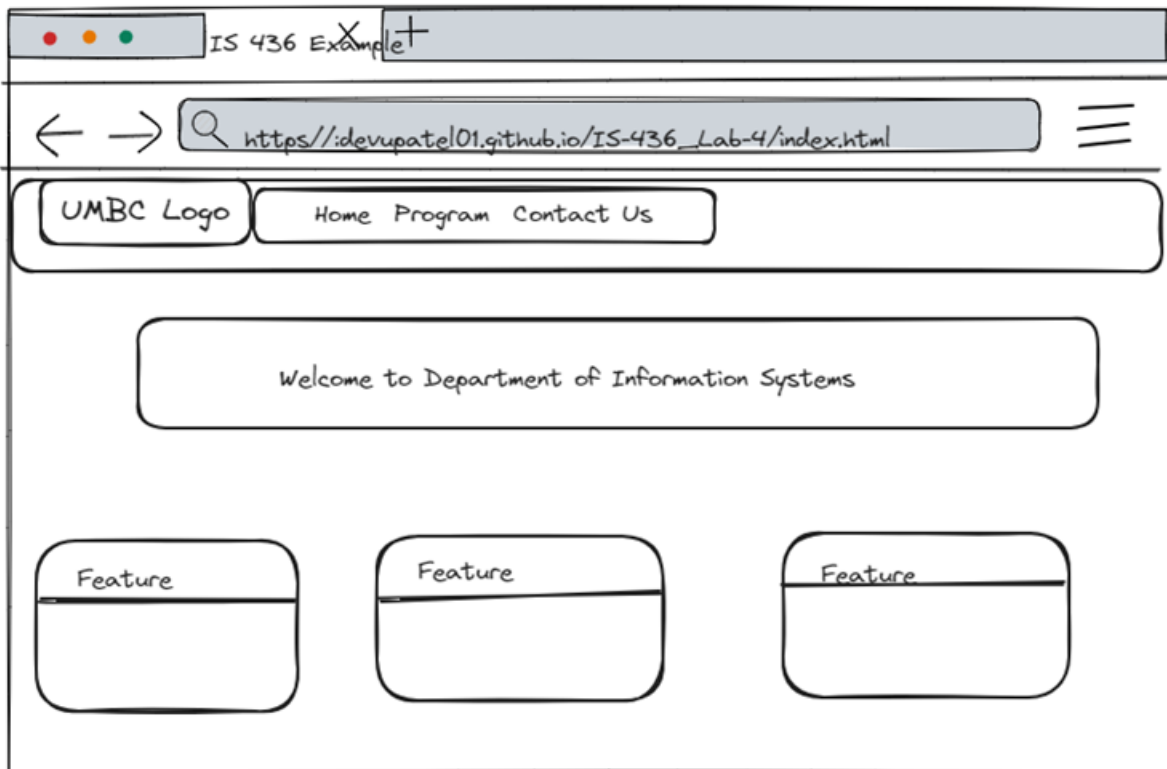 IS 436 Example
https//:devupatel01.github.io/IS-436_Lab-4/index.html
UMBC Logo
Home Program Contact Us
Welcome to Department of Information Systems
Feature
Feature
Feature